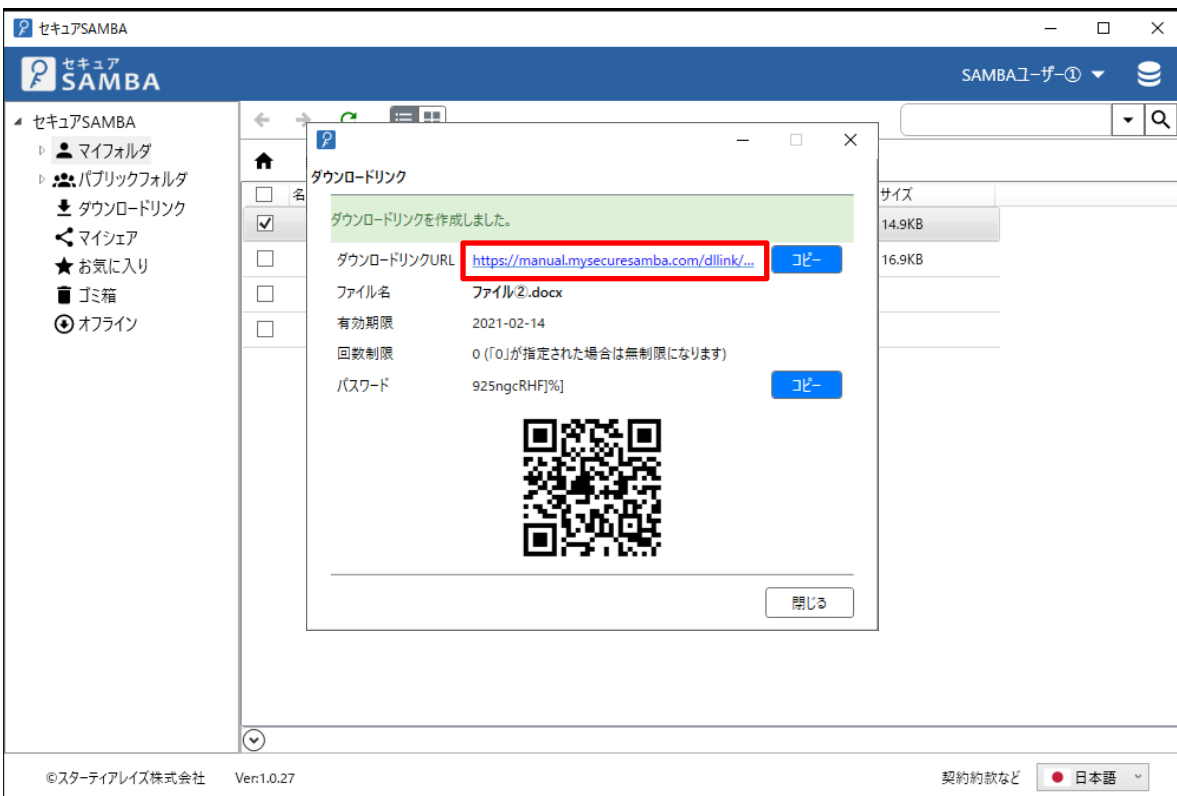 セキュアSAMBA
セキュア
SAMBA
SAMBAユーザー①
セキュアSAMBA
マイフォルダ
パブリックフォルダ
ダウンロードリンク
マイシェア
お気に入り
ゴミ箱
オフライン
名
サイズ
14.9KB
16.9KB
ダウンロードリンク
ダウンロードリンクを作成しました。
ダウンロードリンクURL https://manual.mysecuresamba.com/dllink/... コピー
ファイル名 ファイル②.docx
有効期限 2021-02-14
回数制限 0 (「0」が指定された場合は無制限になります)
パスワード 925ngcRHF]%] コピー
閉じる
©スターティアレイズ株式会社 Ver:1.0.27 契約約款など 日本語